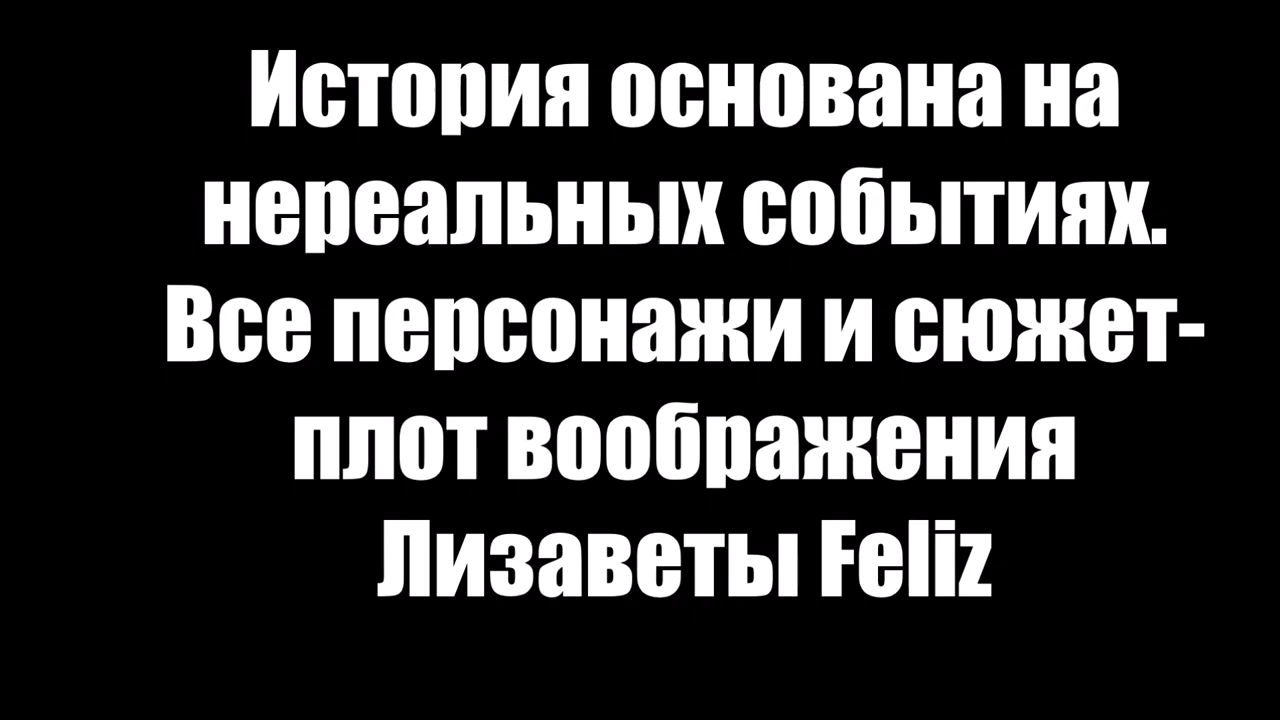 История основана на
нереальных событиях.
Все персонажи и сюжет-
плот воображения
Лизаветы Feliz